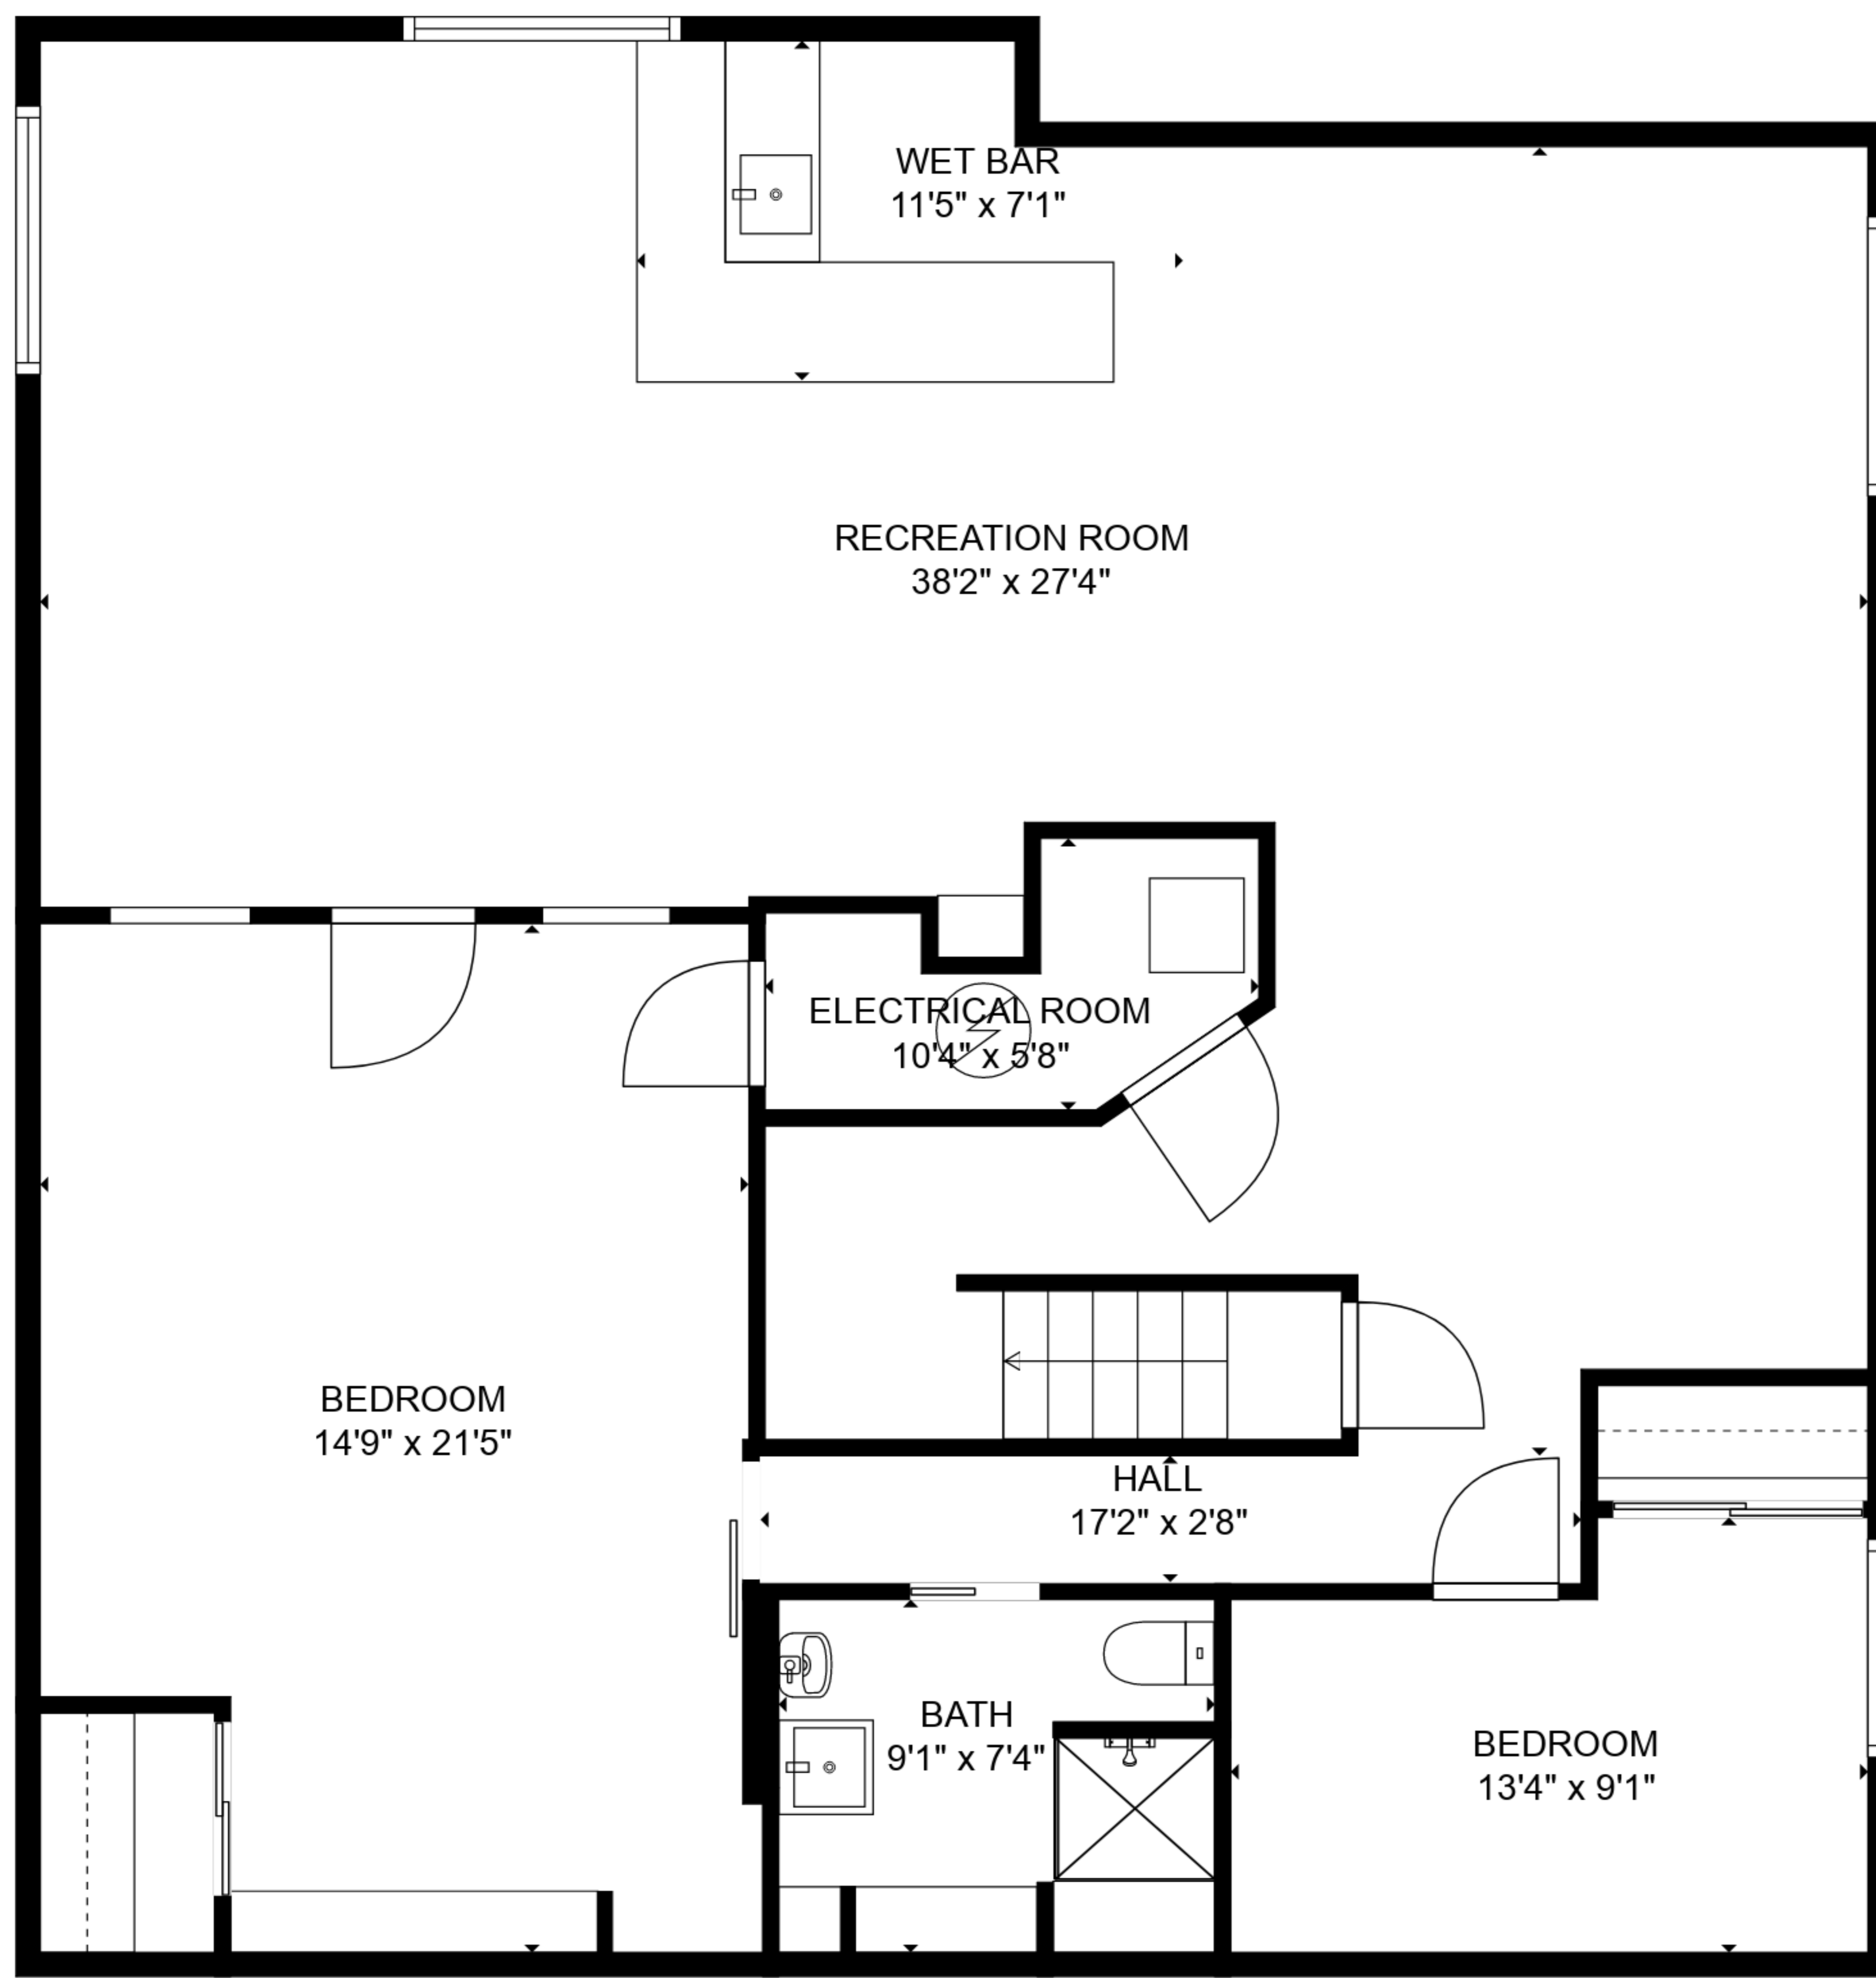 WET BAR
11'5" x 7'1"
RECREATION ROOM
38'2" x 27'4"
ELECTRICAL ROOM
10'4" x 5'8"
BEDROOM
14'9" x 21'5"
HALL
17'2" x 2'8"
BATH
9'1" x 7'4"
BEDROOM
13'4" x 9'1"